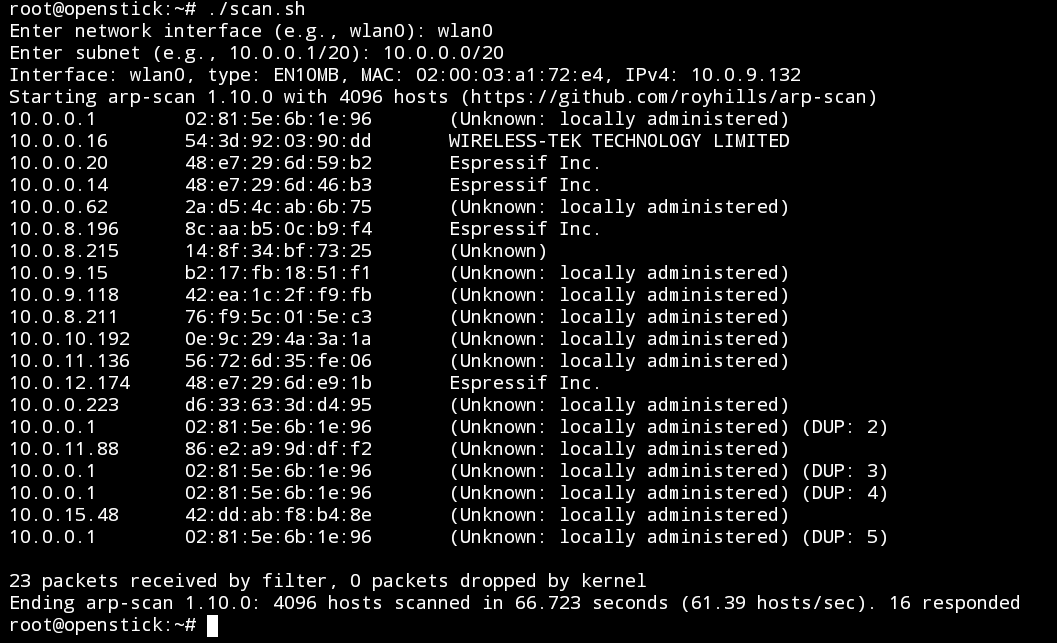 root@openstick:~# ./scan.sh
Enter network interface (e.g., wlan0): wlan0
Enter subnet (e.g., 10.0.0.1/20): 10.0.0.0/20
Interface: wlan0, type: EN10MB, MAC: 02:00:03:a1:72:e4, IPv4: 10.0.9.132
Starting arp-scan 1.10.0 with 4096 hosts (https://github.com/royhills/arp-scan)
10.0.0.1 02:81:5e:6b:1e:96 (Unknown: locally administered)
10.0.0.16 54:3d:92:03:90:dd WIRELESS-TEK TECHNOLOGY LIMITED
10.0.0.20 48:e7:29:6d:59:b2 Espressif Inc.
10.0.0.14 48:e7:29:6d:46:b3 Espressif Inc.
10.0.0.62 2a:d5:4c:ab:6b:75 (Unknown: locally administered)
10.0.8.196 8c:aa:b5:0c:b9:f4 Espressif Inc.
10.0.8.215 14:8f:34:bf:73:25 (Unknown)
10.0.9.15 b2:17:fb:18:51:f1 (Unknown: locally administered)
10.0.9.118 42:ea:1c:2f:f9:fb (Unknown: locally administered)
10.0.8.211 76:f9:5c:01:5e:c3 (Unknown: locally administered)
10.0.10.192 0e:9c:29:4a:3a:1a (Unknown: locally administered)
10.0.11.136 56:72:6d:35:fe:06 (Unknown: locally administered)
10.0.12.174 48:e7:29:6d:e9:1b Espressif Inc.
10.0.0.223 d6:33:63:3d:d4:95 (Unknown: locally administered)
10.0.0.1 02:81:5e:6b:1e:96 (Unknown: locally administered) (DUP: 2)
10.0.11.88 86:e2:a9:9d:df:f2 (Unknown: locally administered)
10.0.0.1 02:81:5e:6b:1e:96 (Unknown: locally administered) (DUP: 3)
10.0.0.1 02:81:5e:6b:1e:96 (Unknown: locally administered) (DUP: 4)
10.0.15.48 42:dd:ab:f8:b4:8e (Unknown: locally administered)
10.0.0.1 02:81:5e:6b:1e:96 (Unknown: locally administered) (DUP: 5)
23 packets received by filter, 0 packets dropped by kernel
Ending arp-scan 1.10.0: 4096 hosts scanned in 66.723 seconds (61.39 hosts/sec). 16 responded
root@openstick:~#